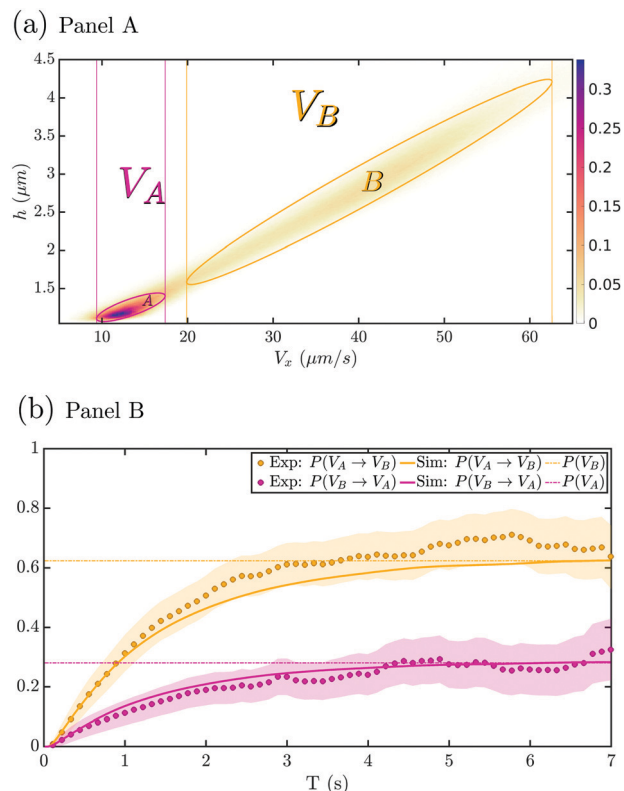 (a) Panel A
4.5
4
3.5
3
2.5
2
1.5
h (μm)
V_A
V_B
A
B
0.3
0.25
0.2
0.15
0.1
0.05
0
10 20 30 40 50 60
V_x (μm/s)
(b) Panel B
Exp: P(V_A → V_B) Sim: P(V_A → V_B) P(V_B)
Exp: P(V_B → V_A) Sim: P(V_B → V_A) P(V_A)
1
0.8
0.6
0.4
0.2
0
0 1 2 3 4 5 6 7
T (s)